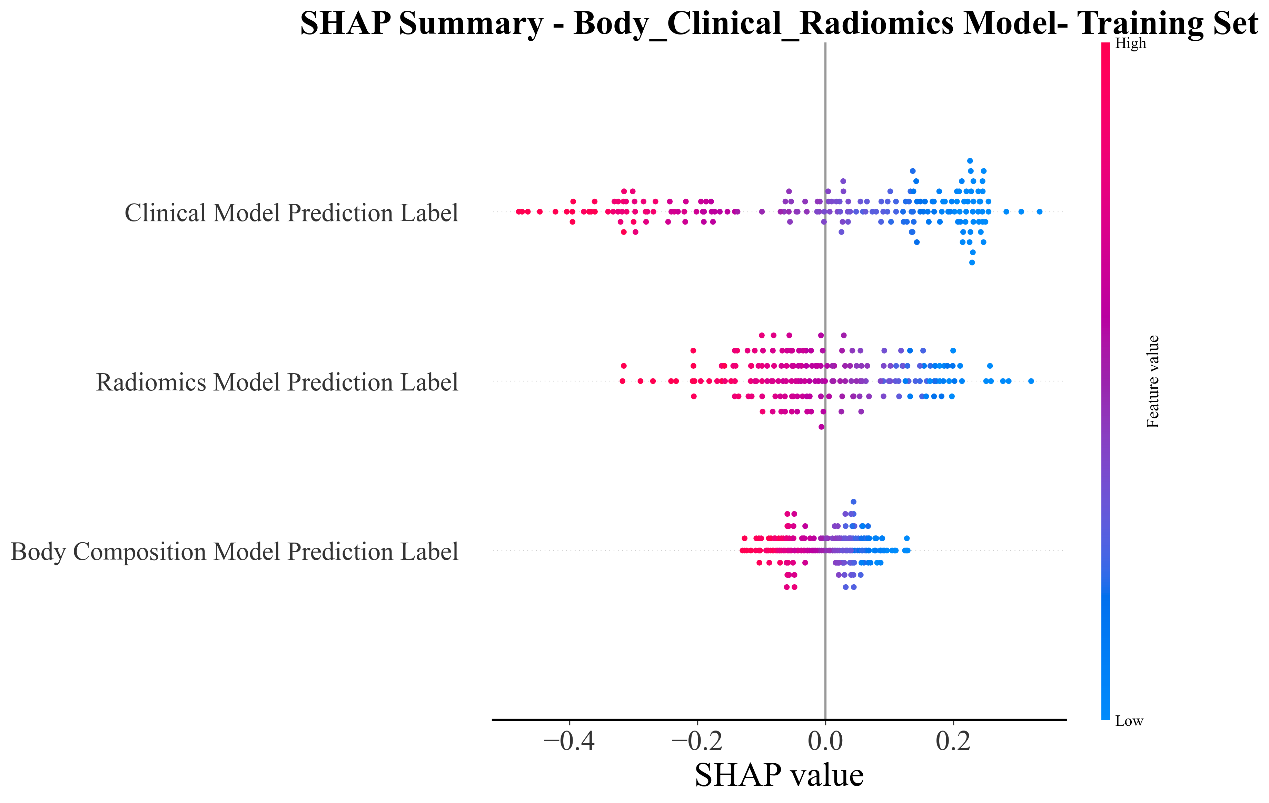 SHAP Summary - Body_Clinical_Radiomics Model- Training Set
High
Clinical Model Prediction Label
Radiomics Model Prediction Label
Body Composition Model Prediction Label
Feature value
Low
−0.4 −0.2 0.0 0.2
SHAP value